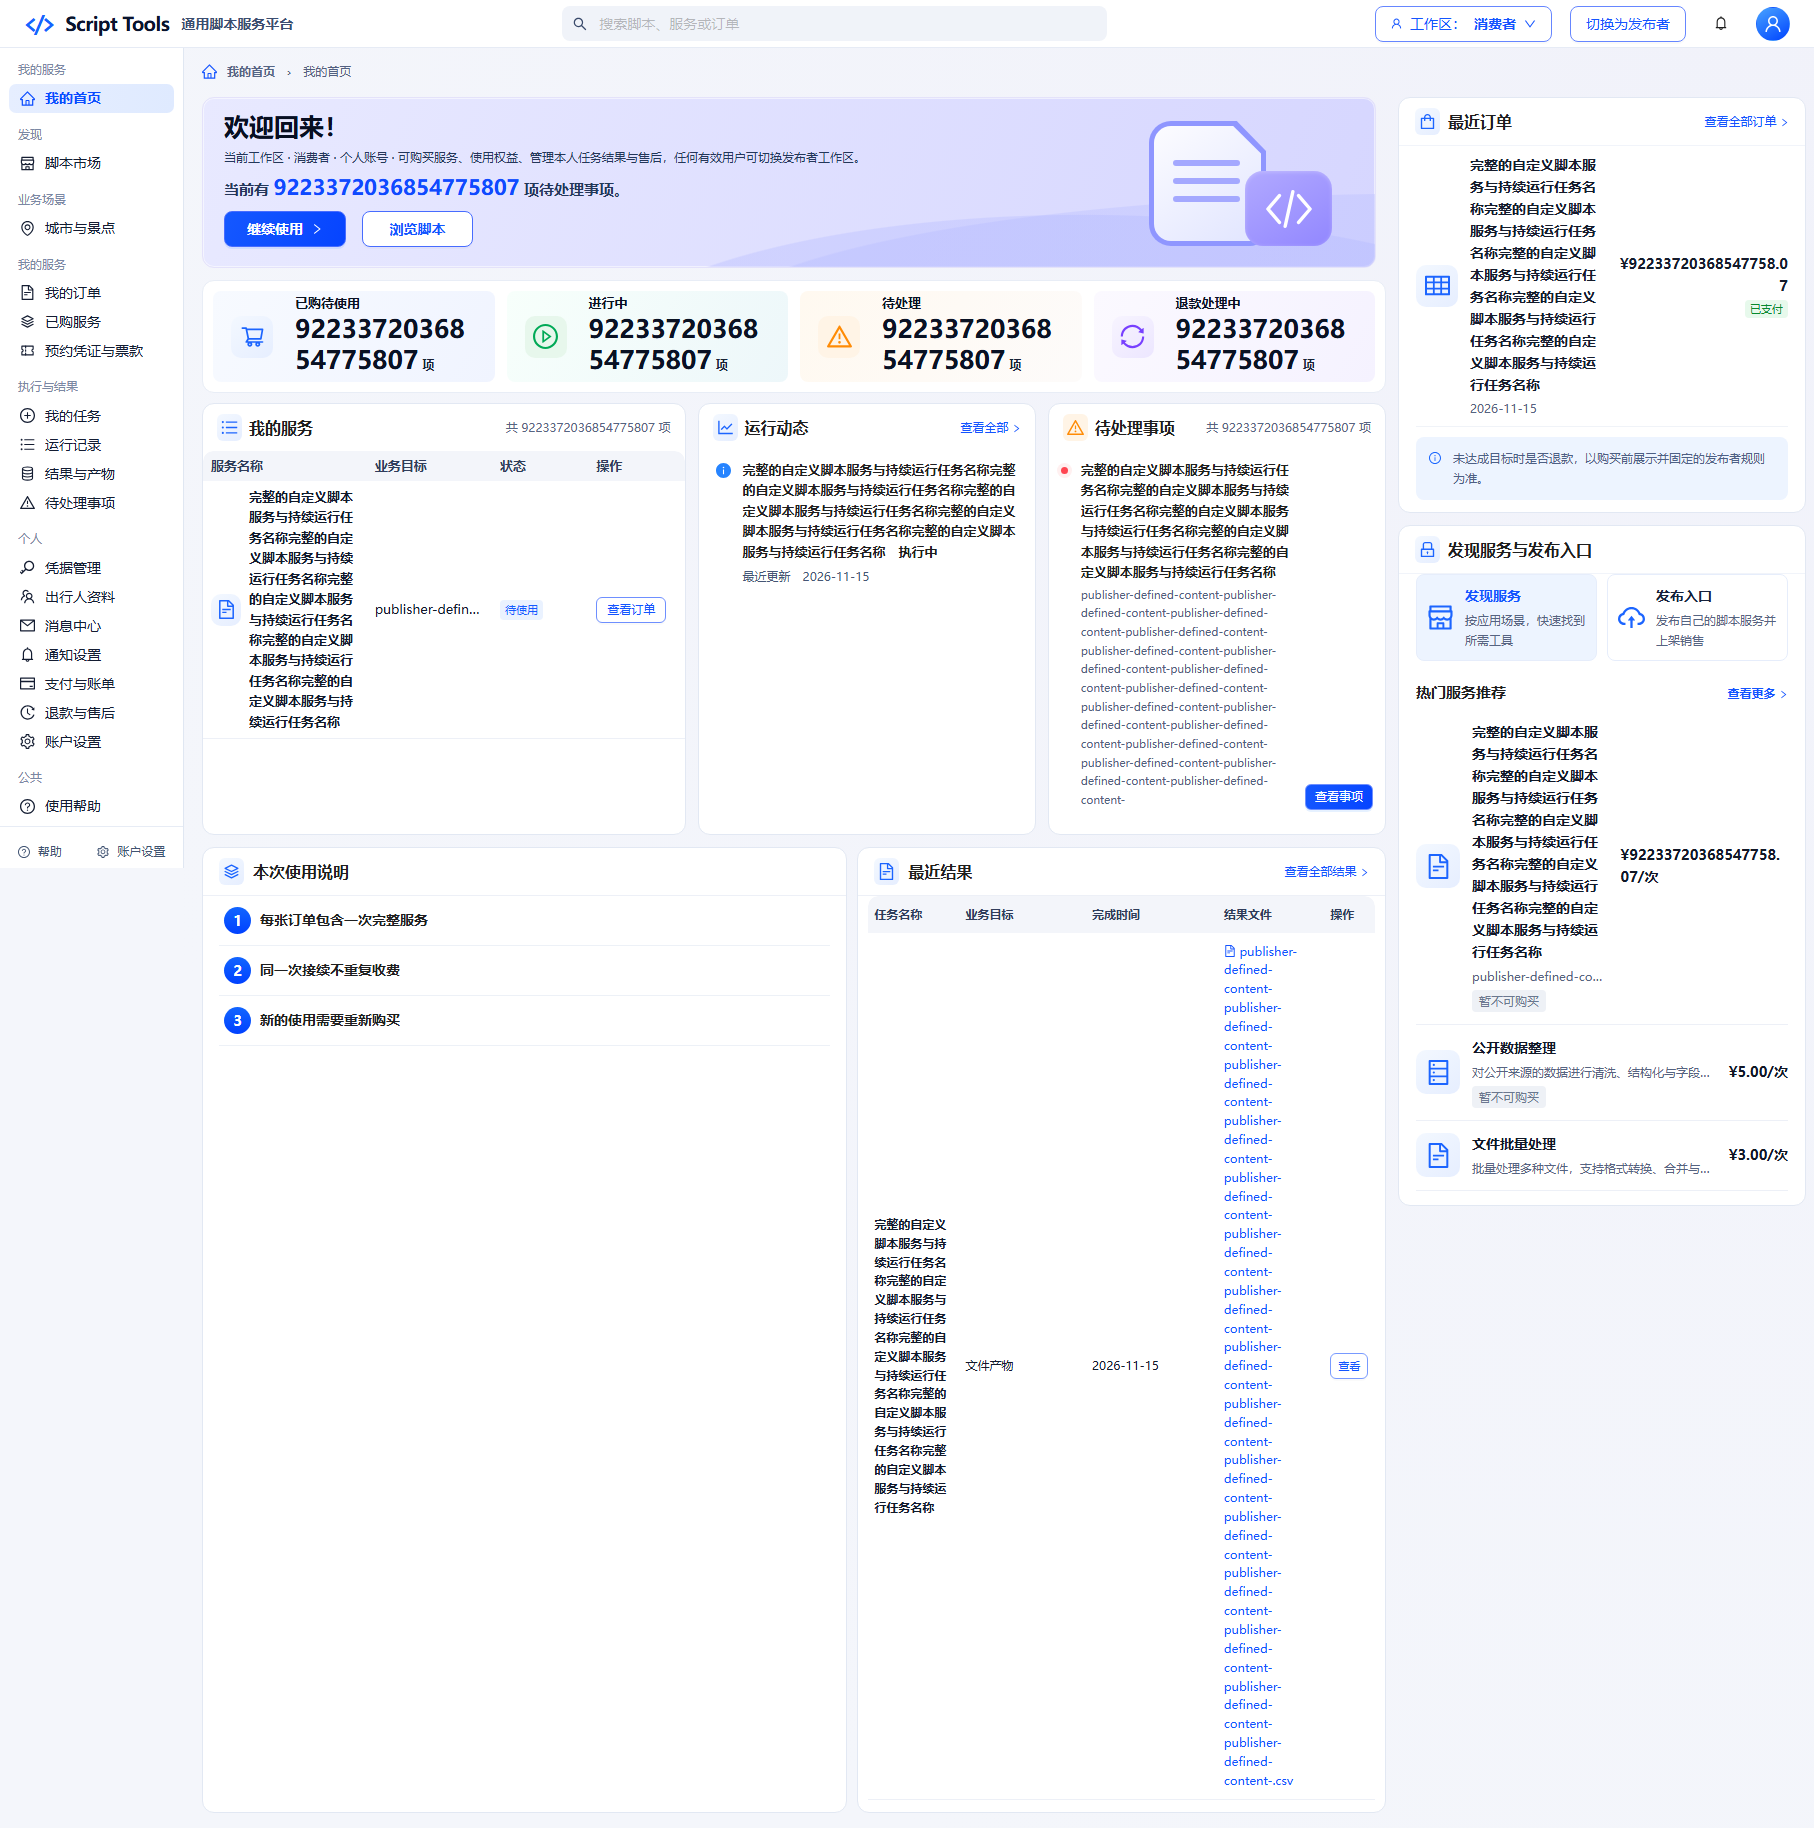 Script Tools 通用脚本服务平台
搜索脚本、服务或订单
工作区： 消费者
切换为发布者
我的服务
我的首页
发现
脚本市场
业务场景
城市与景点
我的服务
我的订单
已购服务
预约凭证与票款
执行与结果
我的任务
运行记录
结果与产物
待处理事项
个人
凭据管理
出行人资料
消息中心
通知设置
支付与账单
退款与售后
账户设置
公共
使用帮助
帮助 账户设置
我的首页 › 我的首页
欢迎回来！
当前工作区 · 消费者 · 个人账号 · 可购买服务、使用权益、管理本人任务结果与售后，任何有效用户可切换发布者工作区。
当前有 9223372036854775807 项待处理事项。
继续使用 >
浏览脚本
已购待使用
92233720368
54775807 项
进行中
92233720368
54775807 项
待处理
92233720368
54775807 项
退款处理中
92233720368
54775807 项
我的服务 共 9223372036854775807 项
服务名称 业务目标 状态 操作
完整的自定义脚本
服务与持续运行任
务名称完整的自定
义脚本服务与持续
运行任务名称完整
的自定义脚本服务
与持续运行任务名
称完整的自定义脚
本服务与持续运行
任务名称完整的自
定义脚本服务与持
续运行任务名称
publisher-defin...
待使用
查看订单
运行动态 查看全部 >
完整的自定义脚本服务与持续运行任务名称完整
的自定义脚本服务与持续运行任务名称完整的自
定义脚本服务与持续运行任务名称完整的自定义
脚本服务与持续运行任务名称完整的自定义脚本
服务与持续运行任务名称 执行中
最近更新 2026-11-15
待处理事项 共 9223372036854775807 项
完整的自定义脚本服务与持续运行任
务名称完整的自定义脚本服务与持续
运行任务名称完整的自定义脚本服务
与持续运行任务名称完整的自定义脚
本服务与持续运行任务名称完整的自
定义脚本服务与持续运行任务名称
publisher-defined-content-publisher-
defined-content-publisher-defined-
content-publisher-defined-content-
publisher-defined-content-publisher-
defined-content-publisher-defined-
content-publisher-defined-content-
publisher-defined-content-publisher-
defined-content-publisher-defined-
content-publisher-defined-content-
publisher-defined-content-publisher-
defined-content-publisher-defined-
content-
查看事项
本次使用说明
1 每张订单包含一次完整服务
2 同一次接续不重复收费
3 新的使用需要重新购买
最近结果 查看全部结果 >
任务名称 业务目标 完成时间 结果文件 操作
完整的自定义
脚本服务与持
续运行任务名
称完整的自定
义脚本服务与
持续运行任务
名称完整的自
定义脚本服务
与持续运行任
务名称完整的
自定义脚本服
务与持续运行
任务名称完整
的自定义脚本
服务与持续运
行任务名称
文件产物
2026-11-15
publisher-
defined-
content-
publisher-
defined-
content-
publisher-
defined-
content-
publisher-
defined-
content-
publisher-
defined-
content-
publisher-
defined-
content-
publisher-
defined-
content-
publisher-
defined-
content-
publisher-
defined-
content-
publisher-
defined-
content-
publisher-
defined-
content-
publisher-
defined-
content-
publisher-
defined-
content-
publisher-
defined-
content-
publisher-
defined-
content-.csv
查看
最近订单 查看全部订单 >
完整的自定义脚本服
务与持续运行任务名
称完整的自定义脚本
服务与持续运行任务
名称完整的自定义脚
本服务与持续运行任
务名称完整的自定义
脚本服务与持续运行
任务名称完整的自定
义脚本服务与持续运
行任务名称
2026-11-15
¥92233720368547758.0
7
已支付
未达成目标时是否退款，以购买前展示并固定的发布者规则
为准。
发现服务与发布入口
发现服务
按应用场景，快速找到
所需工具
发布入口
发布自己的脚本服务并
上架销售
热门服务推荐 查看更多 >
完整的自定义脚本服
务与持续运行任务名
称完整的自定义脚本
服务与持续运行任务
名称完整的自定义脚
本服务与持续运行任
务名称完整的自定义
脚本服务与持续运行
任务名称完整的自定
义脚本服务与持续运
行任务名称
publisher-defined-co...
暂不可购买
¥92233720368547758.
07/次
公开数据整理
对公开来源的数据进行清洗、结构化与字段...
暂不可购买
¥5.00/次
文件批量处理
批量处理多种文件，支持格式转换、合并与...
¥3.00/次